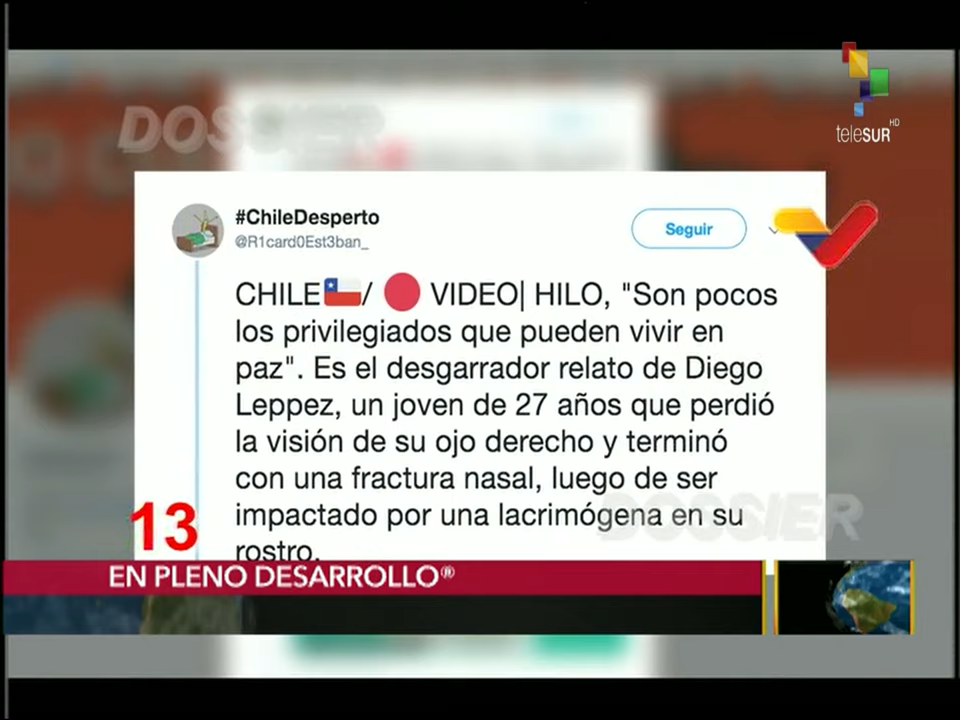 DOSSIER
teleSUR HD
#ChileDesperto
@R1card0Est3ban_
Seguir
CHILE🇨🇱/ 🔴 VIDEO| HILO, "Son pocos
los privilegiados que pueden vivir en
paz". Es el desgarrador relato de Diego
Leppez, un joven de 27 años que perdió
la visión de su ojo derecho y terminó
con una fractura nasal, luego de ser
impactado por una lacrimógena en su
rostro.
DOSSIER
13
EN PLENO DESARROLLO®